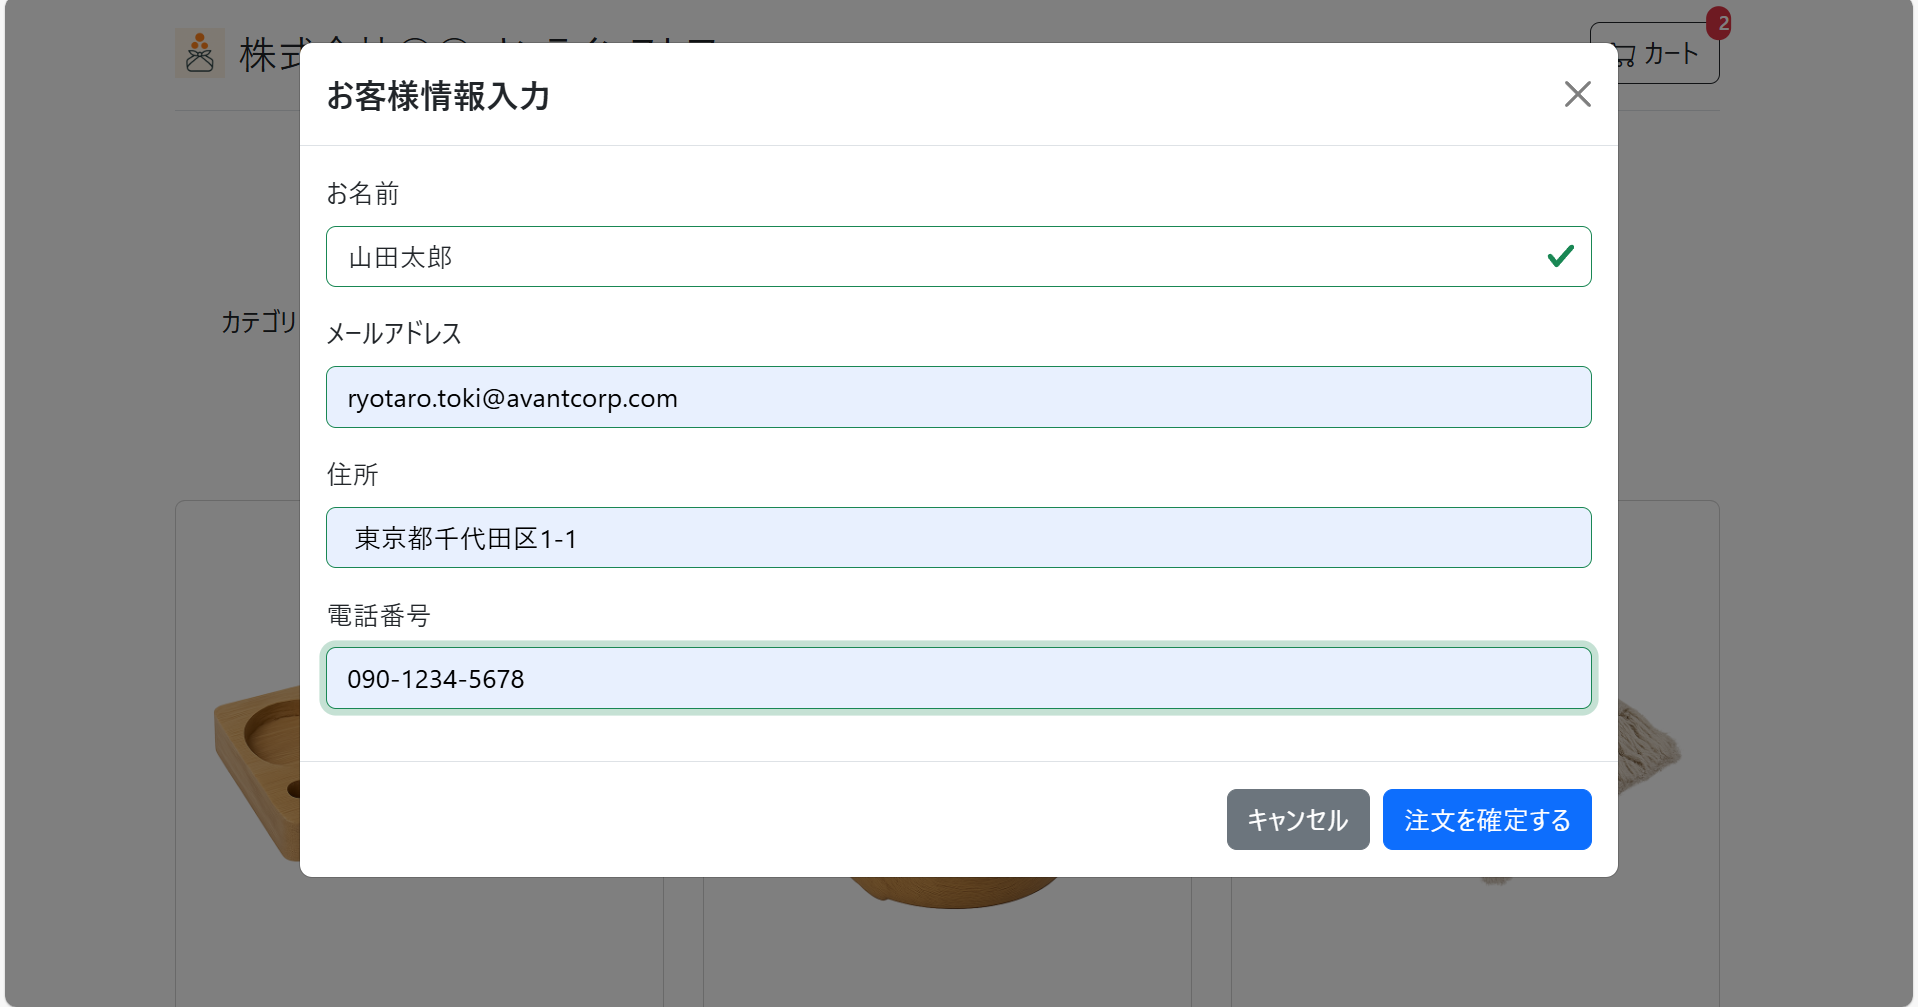 カート
2
お客様情報入力
お名前
山田太郎
メールアドレス
ryotaro.toki@avantcorp.com
カテゴリ
住所
東京都千代田区1-1
電話番号
090-1234-5678
キャンセル
注文を確定する